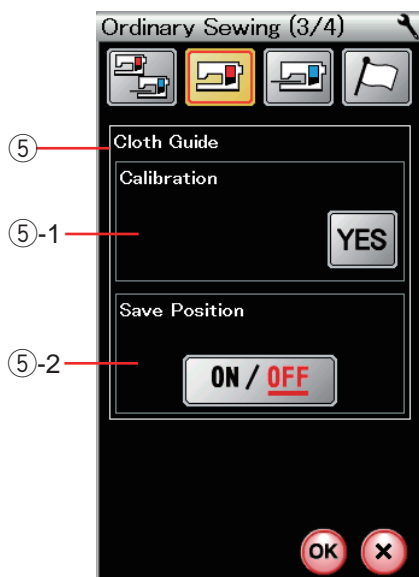 Ordinary Sewing (3/4)
⑤ Cloth Guide
Calibration
⑤-1
YES
Save Position
⑤-2
ON / OFF
OK ×